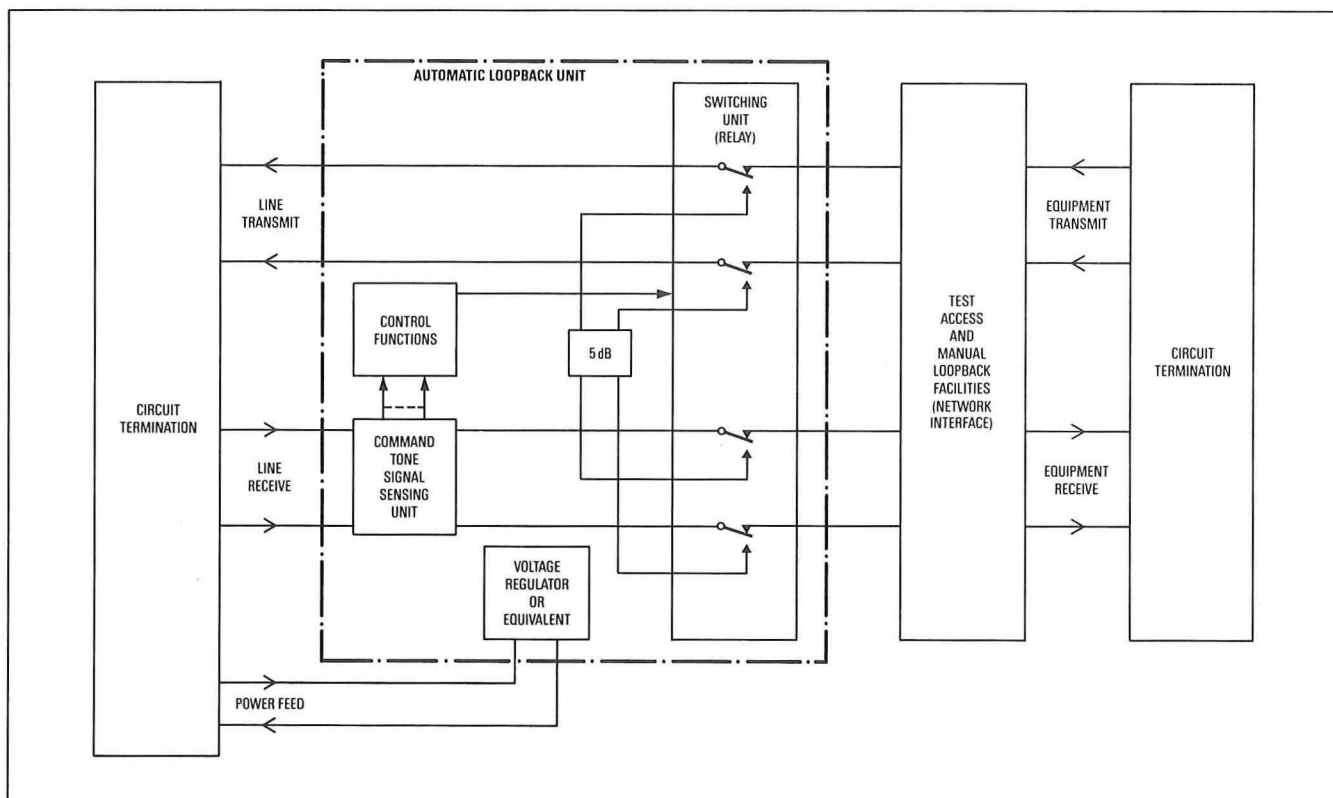 AUTOMATIC LOOPBACK UNIT
SWITCHING
UNIT
(RELAY)
LINE
TRANSMIT
EQUIPMENT
TRANSMIT
CONTROL
FUNCTIONS
5 dB
TEST
ACCESS
AND
MANUAL
LOOPBACK
FACILITIES
(NETWORK
INTERFACE)
CIRCUIT
TERMINATION
CIRCUIT
TERMINATION
COMMAND
TONE
SIGNAL
SENSING
UNIT
LINE
RECEIVE
EQUIPMENT
RECEIVE
VOLTAGE
REGULATOR
OR
EQUIVALENT
POWER FEED